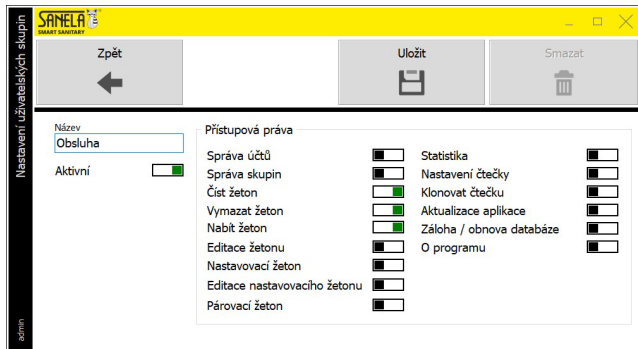 Nastavení uživatelských skupin
admin
SANELA
SMART SANITARY
Zpět
Uložit
Smazat
Název
Obsluha
Aktivní
Přístupová práva
Správa účtů
Správa skupin
Číst žeton
Vymazat žeton
Nabít žeton
Editace žetonu
Nastavovací žeton
Editace nastavovacího žetonu
Párovací žeton
Statistika
Nastavení čtečky
Klonovat čtečku
Aktualizace aplikace
Záloha / obnova databáze
O programu